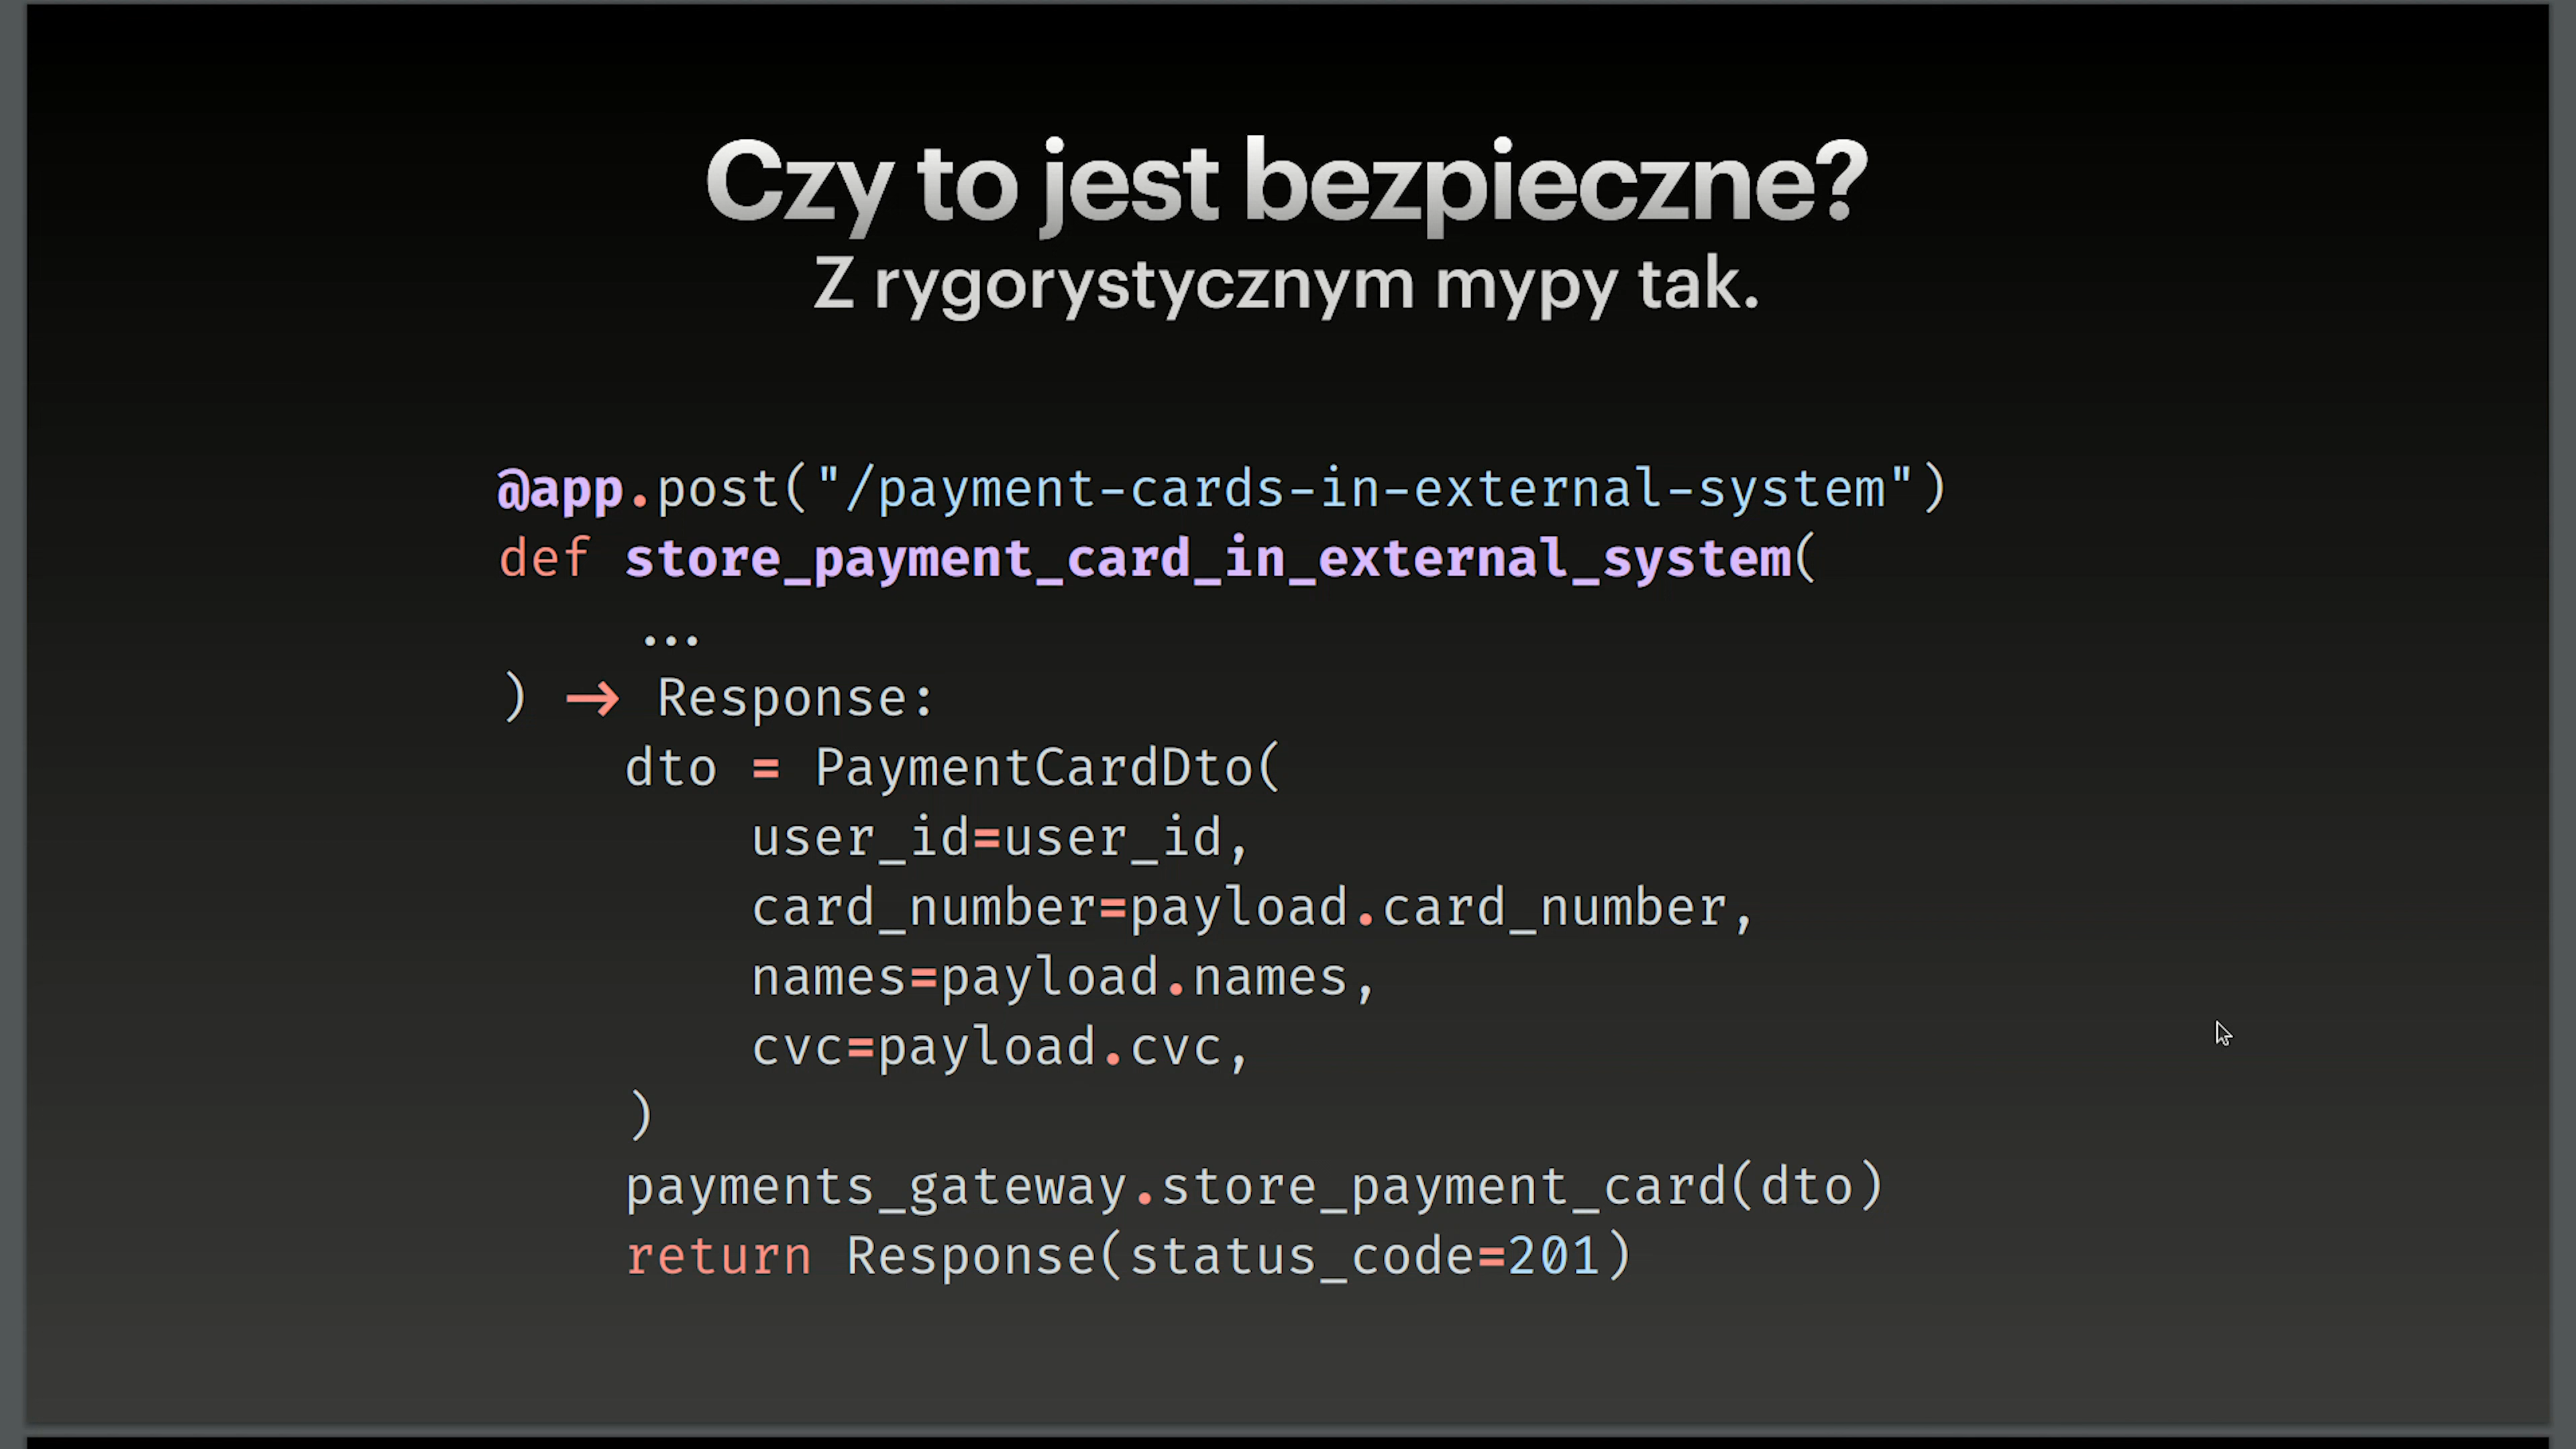 Czy to jest bezpieczne?
Z rygorystycznym mypy tak.
@app.post("/payment-cards-in-external-system")
def store_payment_card_in_external_system(
    ...
) -> Response:
    dto = PaymentCardDto(
        user_id=user_id,
        card_number=payload.card_number,
        names=payload.names,
        cvc=payload.cvc,
    )
    payments_gateway.store_payment_card(dto)
    return Response(status_code=201)